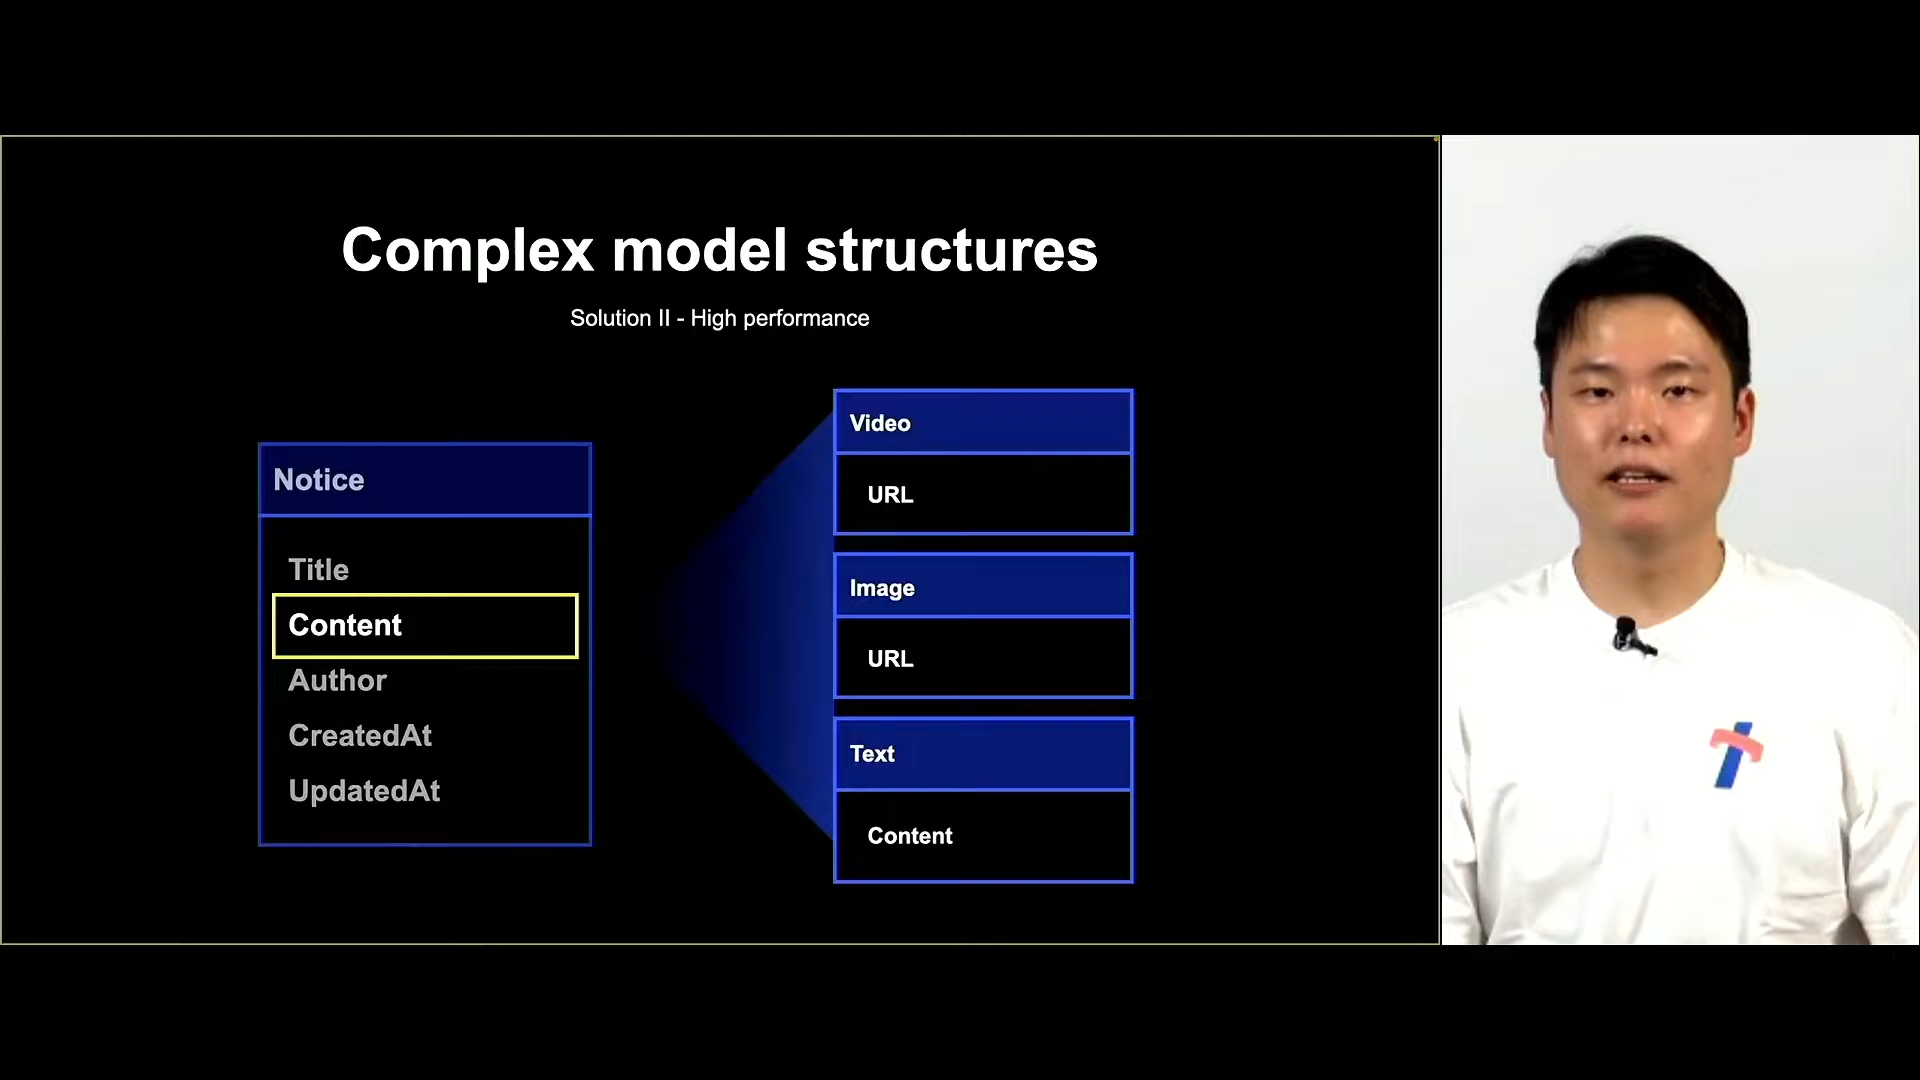 Complex model structures
Solution II - High performance
Notice
Title
Content
Author
CreatedAt
UpdatedAt
Video
URL
Image
URL
Text
Content